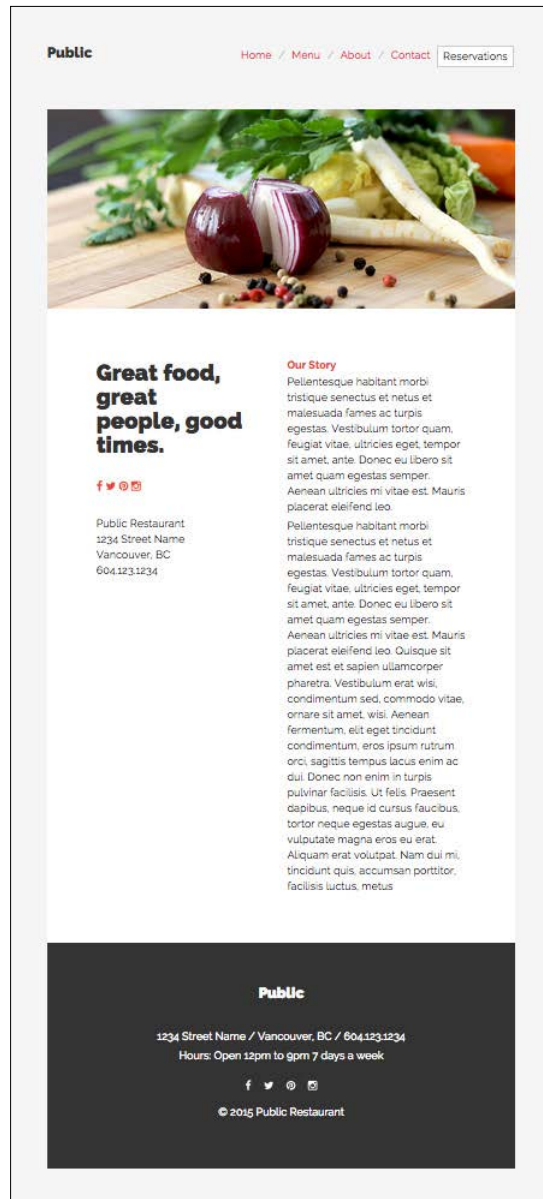 Public
Home / Menu / About / Contact Reservations
Great food,
great
people, good
times.
Public Restaurant
1234 Street Name
Vancouver, BC
604.123.1234
Our Story
Pellentesque habitant morbi
tristique senectus et netus et
malesuada fames ac turpis
egestas. Vestibulum tortor quam,
feugiat vitae, ultricies eget, tempor
sit amet, ante. Donec eu libero sit
amet quam egestas semper.
Aenean ultricies mi vitae est. Mauris
placerat eleifend leo.
Pellentesque habitant morbi
tristique senectus et netus et
malesuada fames ac turpis
egestas. Vestibulum tortor quam,
feugiat vitae, ultricies eget, tempor
sit amet, ante. Donec eu libero sit
amet quam egestas semper.
Aenean ultricies mi vitae est. Mauris
placerat eleifend leo. Quisque sit
amet est et sapien ullamcorper
pharetra. Vestibulum erat wisi,
condimentum sed, commodo vitae,
ornare sit amet, wisi. Aenean
fermentum, elit eget tincidunt
condimentum, eros ipsum rutrum
orci, sagittis tempus lacus enim ac
dui. Donec non enim in turpis
pulvinar facilisis. Ut felis. Praesent
dapibus, neque id cursus faucibus,
tortor neque egestas augue, eu
vulputate magna eros eu erat.
Aliquam erat volutpat. Nam dui mi,
tincidunt quis, accumsan porttitor,
facilisis luctus, metus
Public
1234 Street Name / Vancouver, BC / 604.123.1234
Hours: Open 12pm to 9pm 7 days a week
© 2015 Public Restaurant